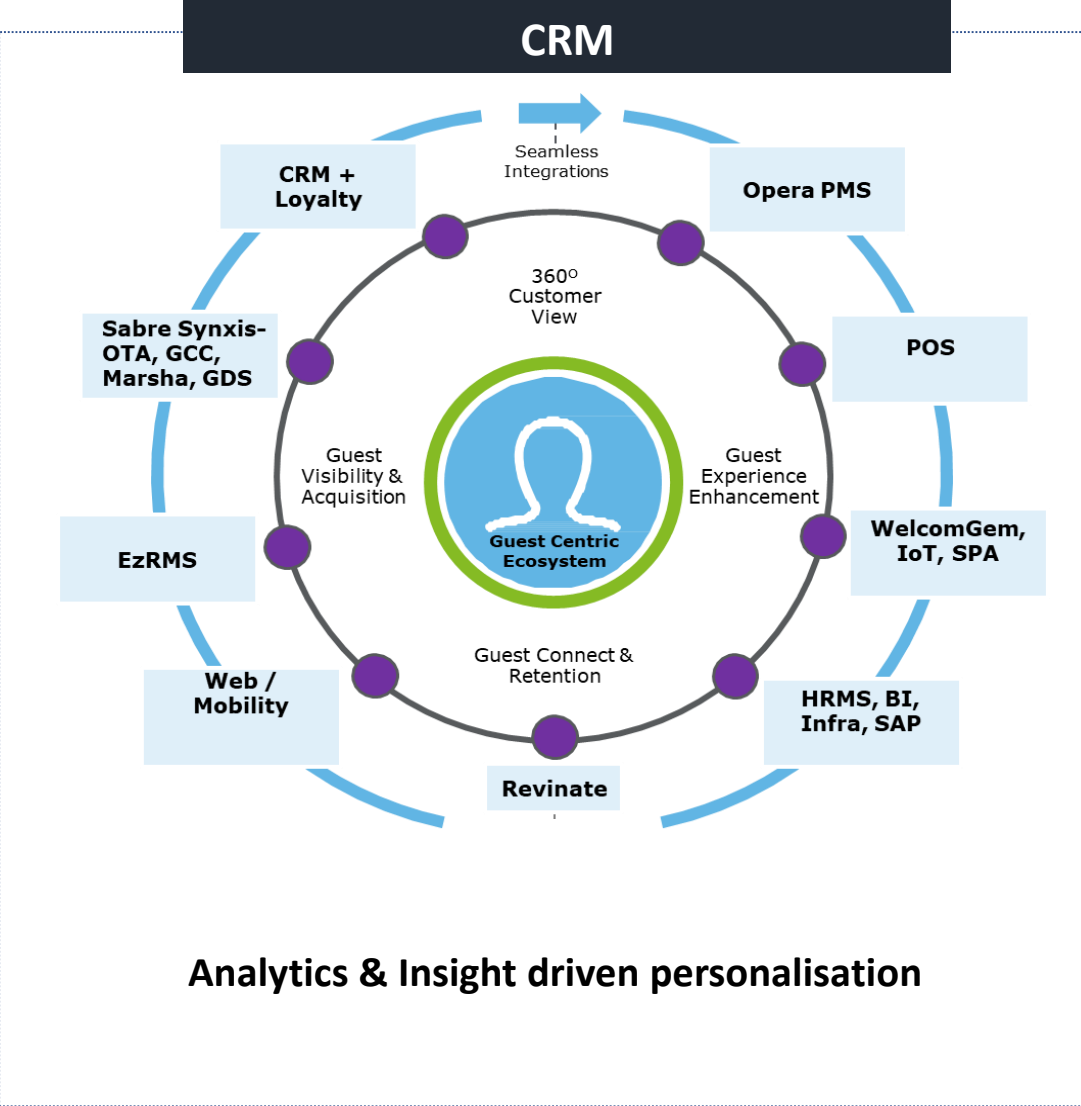 CRM
Seamless
Integrations
CRM +
Loyalty
Opera PMS
360º
Customer
View
Sabre Synxis-
OTA, GCC,
Marsha, GDS
POS
Guest
Visibility &
Acquisition
Guest
Experience
Enhancement
Guest Centric
Ecosystem
EzRMS
WelcomGem,
IoT, SPA
Guest Connect &
Retention
Web /
Mobility
HRMS, BI,
Infra, SAP
Revinate
Analytics & Insight driven personalisation